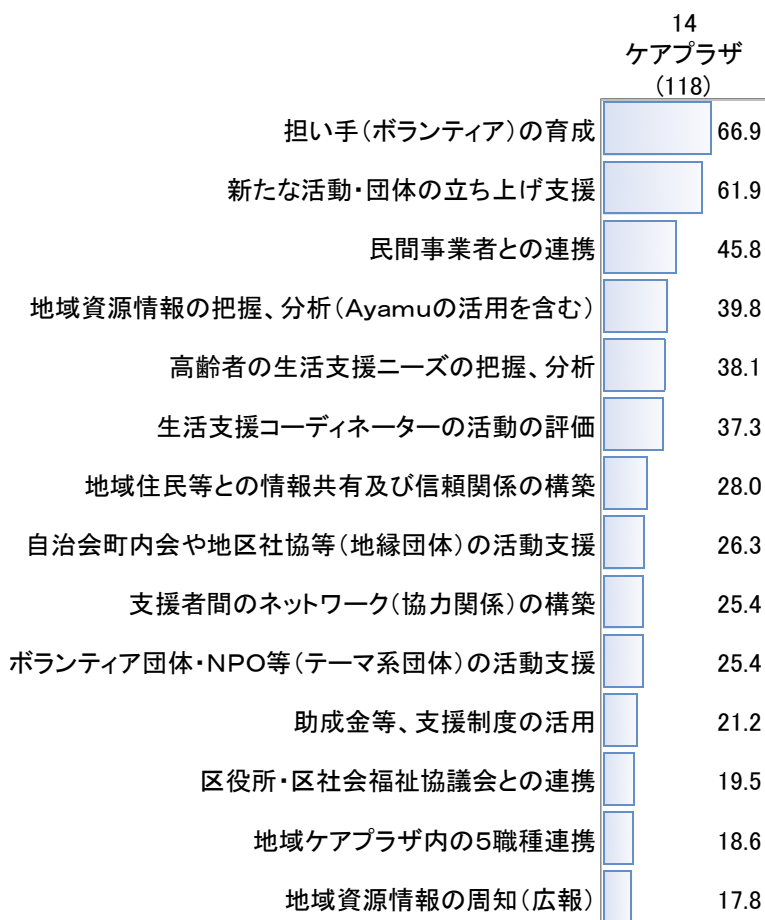 14
ケアプラザ
(118)
担い手(ボランティア)の育成 66.9
新たな活動・団体の立ち上げ支援 61.9
民間事業者との連携 45.8
地域資源情報の把握、分析(Ayamuの活用を含む) 39.8
高齢者の生活支援ニーズの把握、分析 38.1
生活支援コーディネーターの活動の評価 37.3
地域住民等との情報共有及び信頼関係の構築 28.0
自治会町内会や地区社協等(地縁団体)の活動支援 26.3
支援者間のネットワーク(協力関係)の構築 25.4
ボランティア団体・NPO等(テーマ系団体)の活動支援 25.4
助成金等、支援制度の活用 21.2
区役所・区社会福祉協議会との連携 19.5
地域ケアプラザ内の5職種連携 18.6
地域資源情報の周知(広報) 17.8